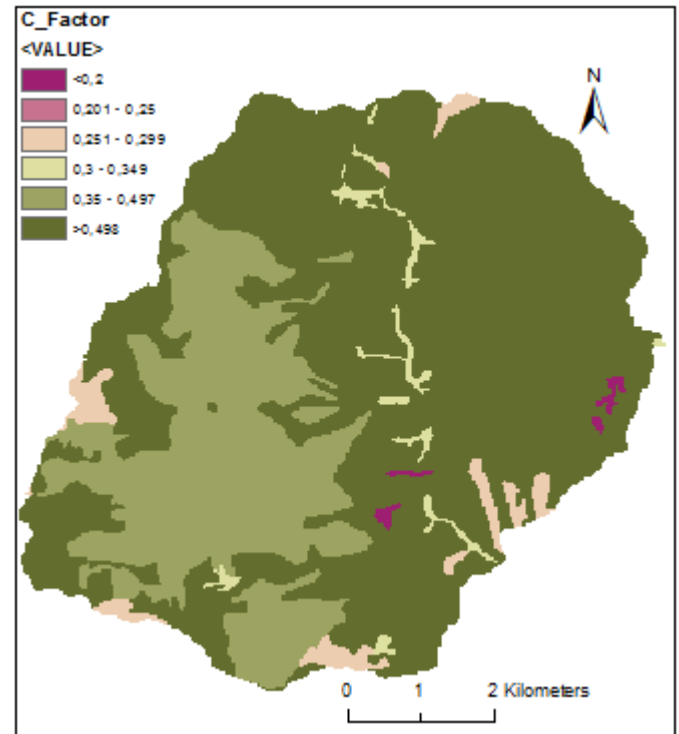 C_Factor
<VALUE>
<0,2
0,201 - 0,25
0,251 - 0,299
0,3 - 0,349
0,35 - 0,497
>0,498
N
0 1 2 Kilometers